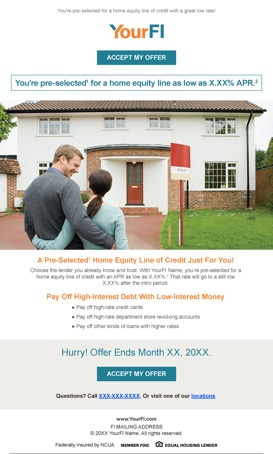 You're pre-selected for a home equity line of credit with a great low rate!
YourFI
ACCEPT MY OFFER
You're pre-selected¹ for a home equity line as low as X.XX% APR.²
A Pre-Selected¹ Home Equity Line of Credit Just For You!
Choose the lender you already know and trust. With YourFI Name, you're pre-selected for a
home equity line of credit with an APR as low as X.XX%. ² That rate will go to a still low
X.XX% after the intro period
Pay Off High-Interest Debt With Low-Interest Money
• Pay off high-rate credit cards
• Pay off high-rate department store revolving accounts
• Pay off other kinds of loans with higher rates
Hurry! Offer Ends Month XX, 20XX.
ACCEPT MY OFFER
Questions? Call XXX-XXX-XXXX. Or visit one of our locations
www.YourFI.com
FI MAILING ADDRESS
© 20XX YourFI Name. All rights reserved.
Federally Insured by NCUA MEMBER FDIC EQUAL HOUSING LENDER